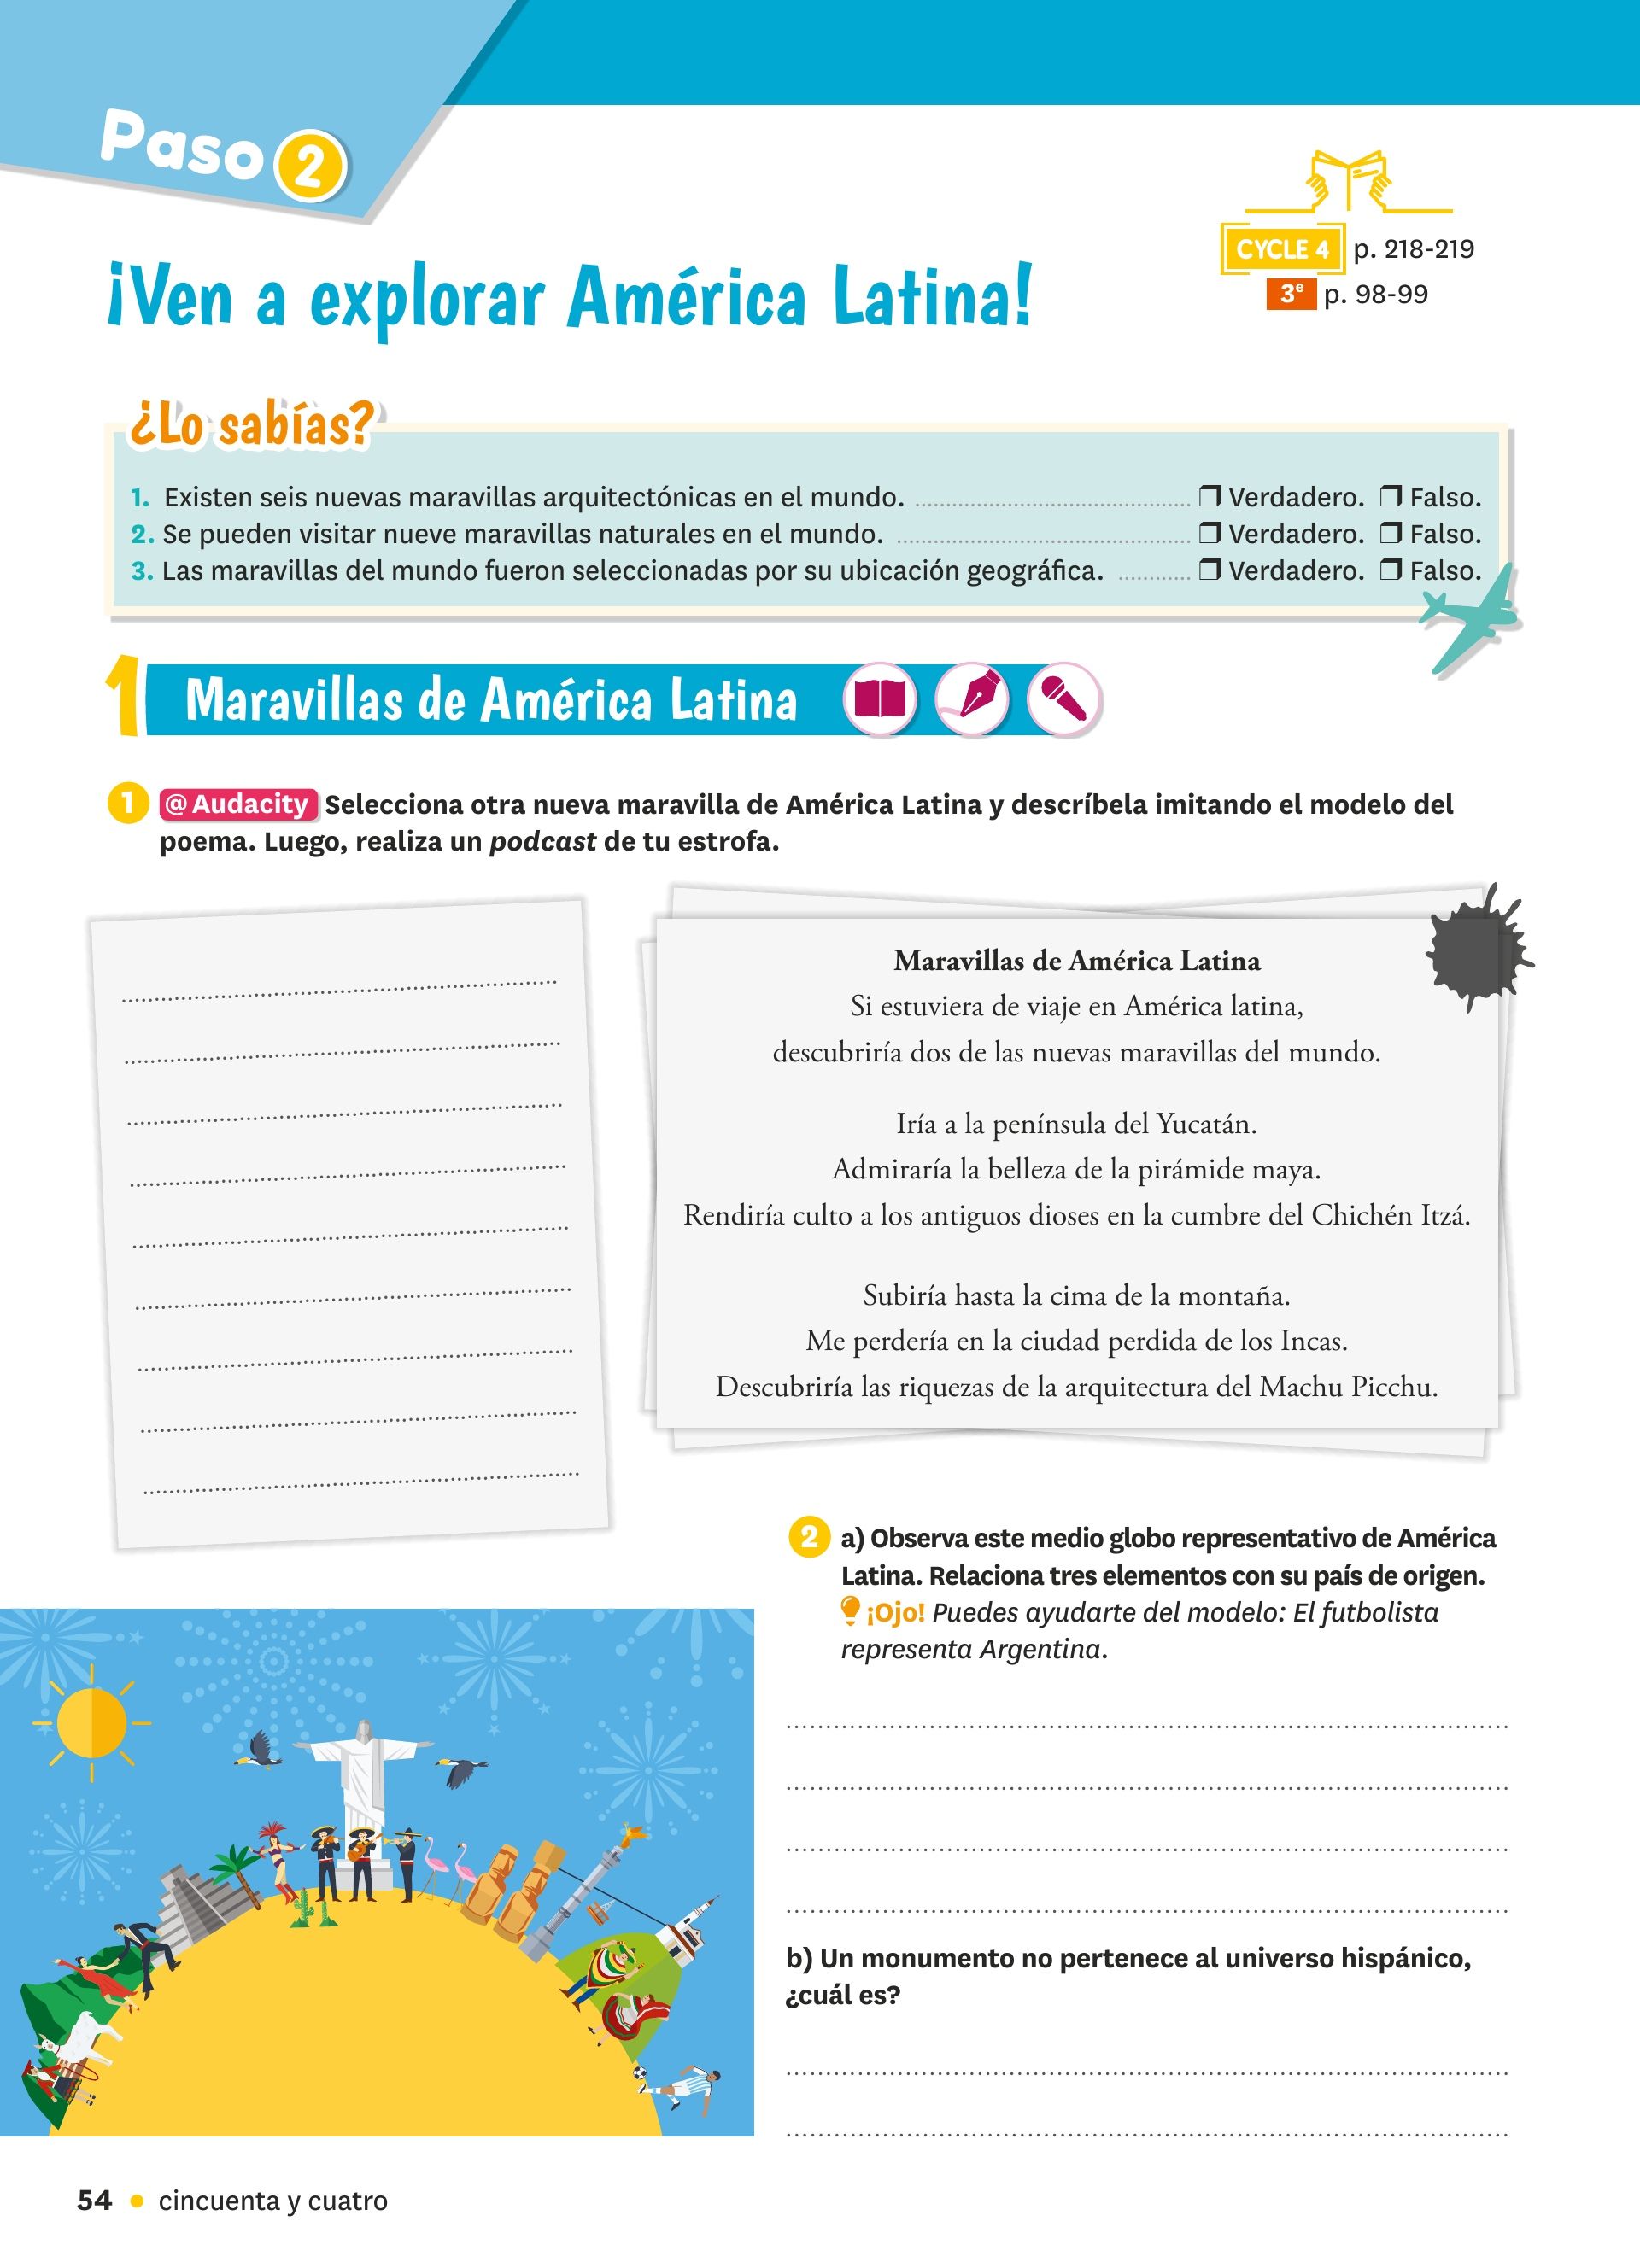 Paso 2
CYCLE 4 p. 218-219
3e p. 98-99
¡Ven a explorar América Latina!
¿Lo sabías?
1. Existen seis nuevas maravillas arquitectónicas en el mundo. ❒ Verdadero. ❒ Falso.
2. Se pueden visitar nueve maravillas naturales en el mundo. ❒ Verdadero. ❒ Falso.
3. Las maravillas del mundo fueron seleccionadas por su ubicación geográfica. ❒ Verdadero. ❒ Falso.
1 Maravillas de América Latina
1 @Audacity Selecciona otra nueva maravilla de América Latina y descríbela imitando el modelo del
poema. Luego, realiza un podcast de tu estrofa.
Maravillas de América Latina
Si estuviera de viaje en América latina,
descubriría dos de las nuevas maravillas del mundo.
Iría a la península del Yucatán.
Admiraría la belleza de la pirámide maya.
Rendiría culto a los antiguos dioses en la cumbre del Chichén Itzá.
Subiría hasta la cima de la montaña.
Me perdería en la ciudad perdida de los Incas.
Descubriría las riquezas de la arquitectura del Machu Picchu.
2 a) Observa este medio globo representativo de América
Latina. Relaciona tres elementos con su país de origen.
¡Ojo! Puedes ayudarte del modelo: El futbolista
representa Argentina.
b) Un monumento no pertenece al universo hispánico,
¿cuál es?
54 • cincuenta y cuatro